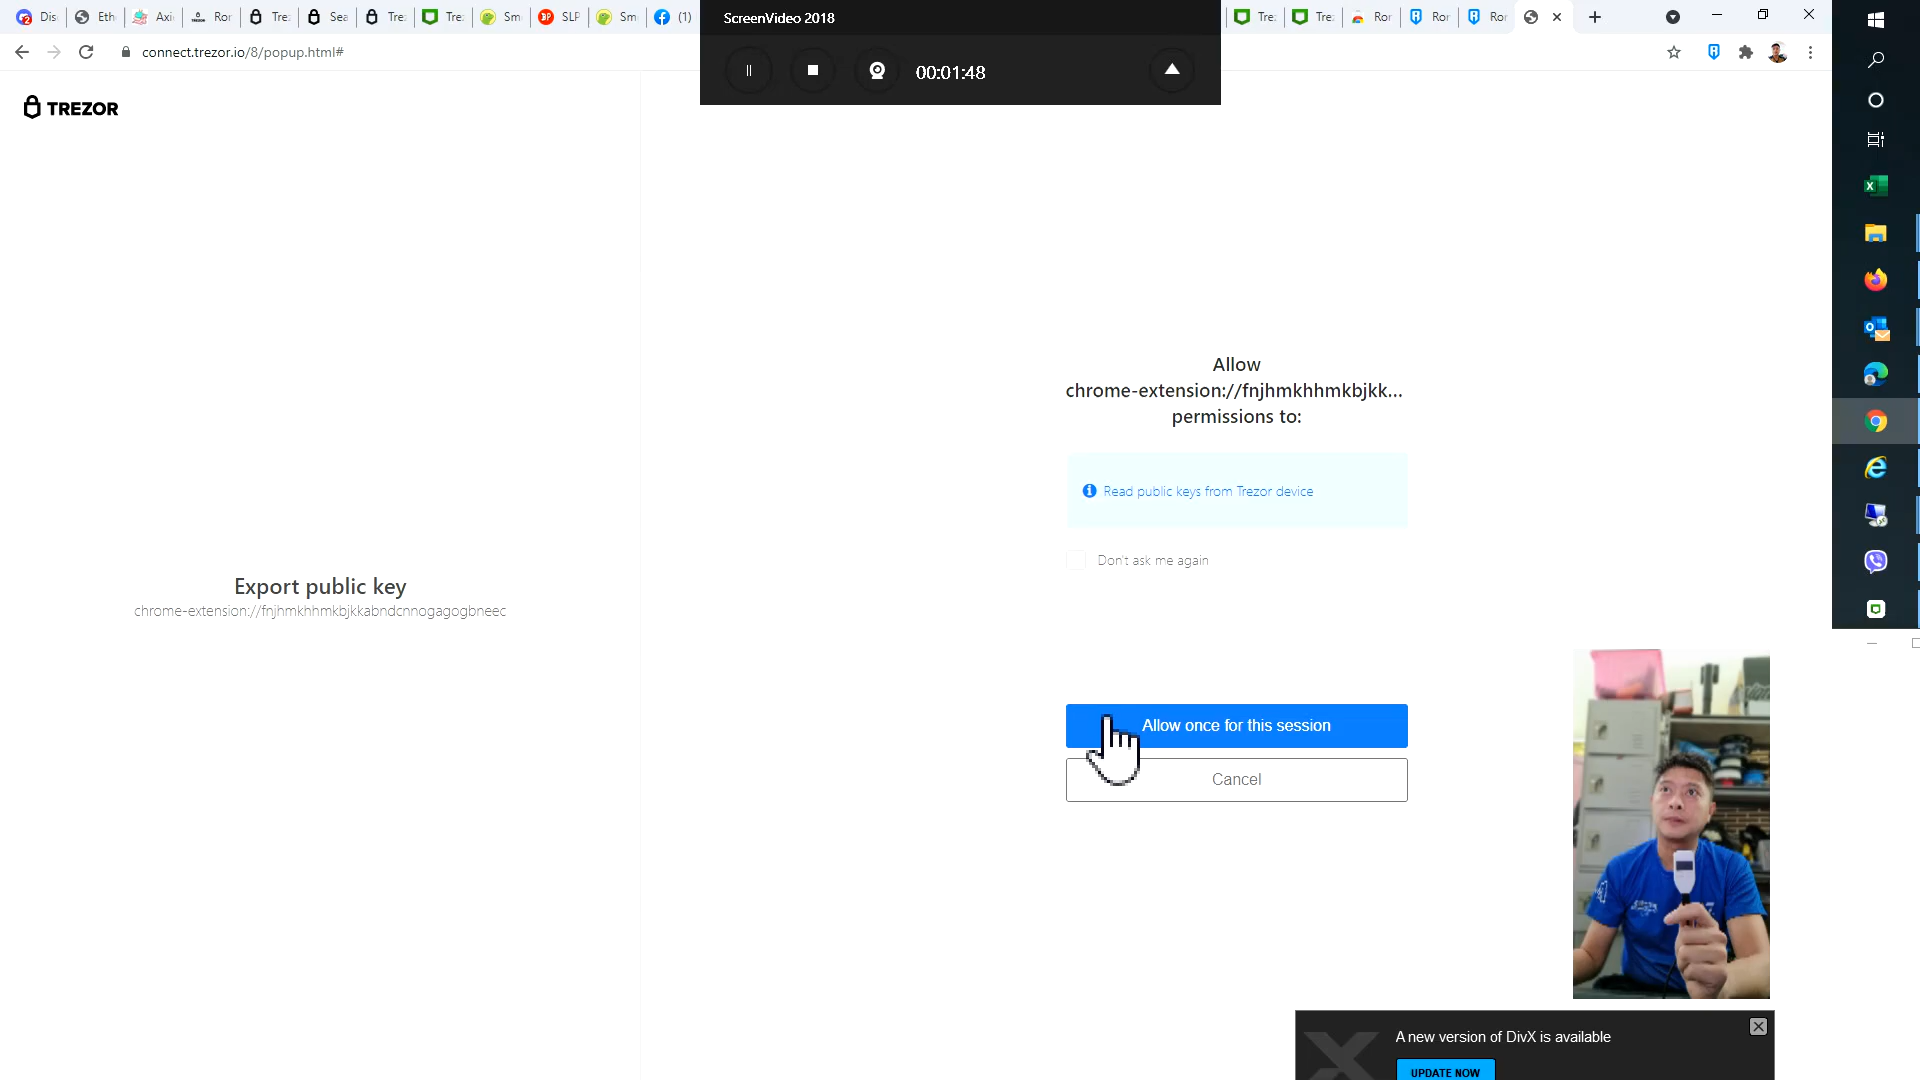 Dis
Eth
Axi
Ror
Tre
Sea
Tre
Tre
Sm
SLP
Sm
(1)
ScreenVideo 2018
Tre
Tre
Ror
Ror
Ror
connect.trezor.io/8/popup.html#
00:01:48
TREZOR
Allow
chrome-extension://fnjhmkhhmkbjkk...
permissions to:
Read public keys from Trezor device
Don't ask me again
Export public key
chrome-extension://fnjhmkhhmkbjkkabndcnnogagogbneec
Allow once for this session
Cancel
A new version of DivX is available
UPDATE NOW